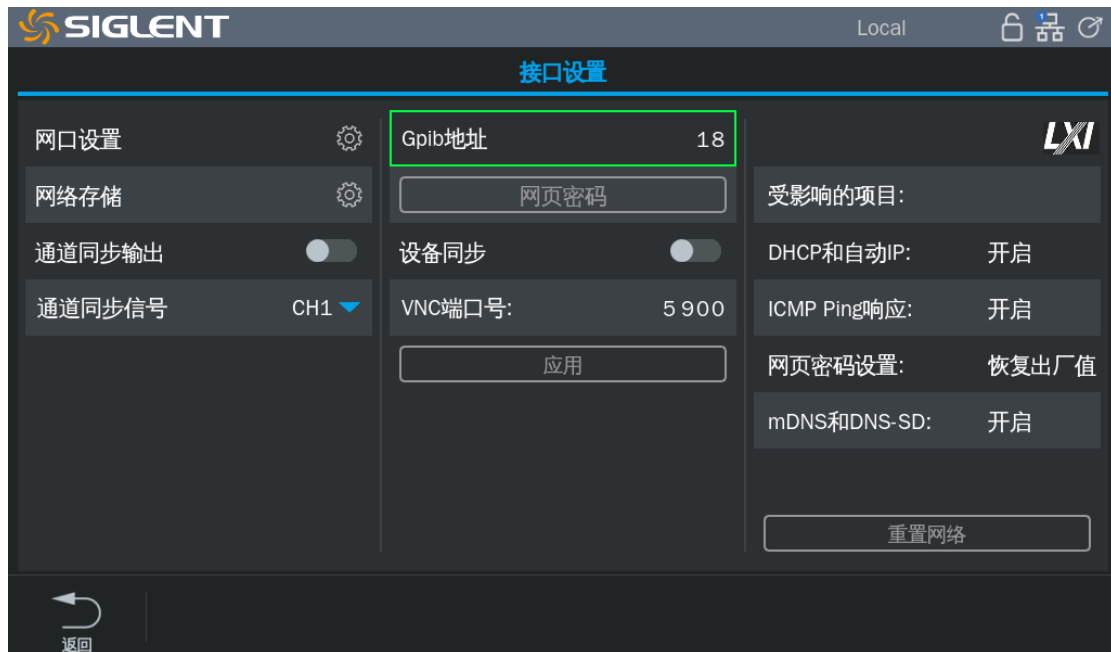 SIGLENT
Local
1
接口设置
网口设置
网络存储
通道同步输出
通道同步信号 CH1
Gpib地址 18
网页密码
设备同步
VNC端口号: 5900
应用
LXI
受影响的项目:
DHCP和自动IP: 开启
ICMP Ping响应: 开启
网页密码设置: 恢复出厂值
mDNS和DNS-SD: 开启
重置网络
返回